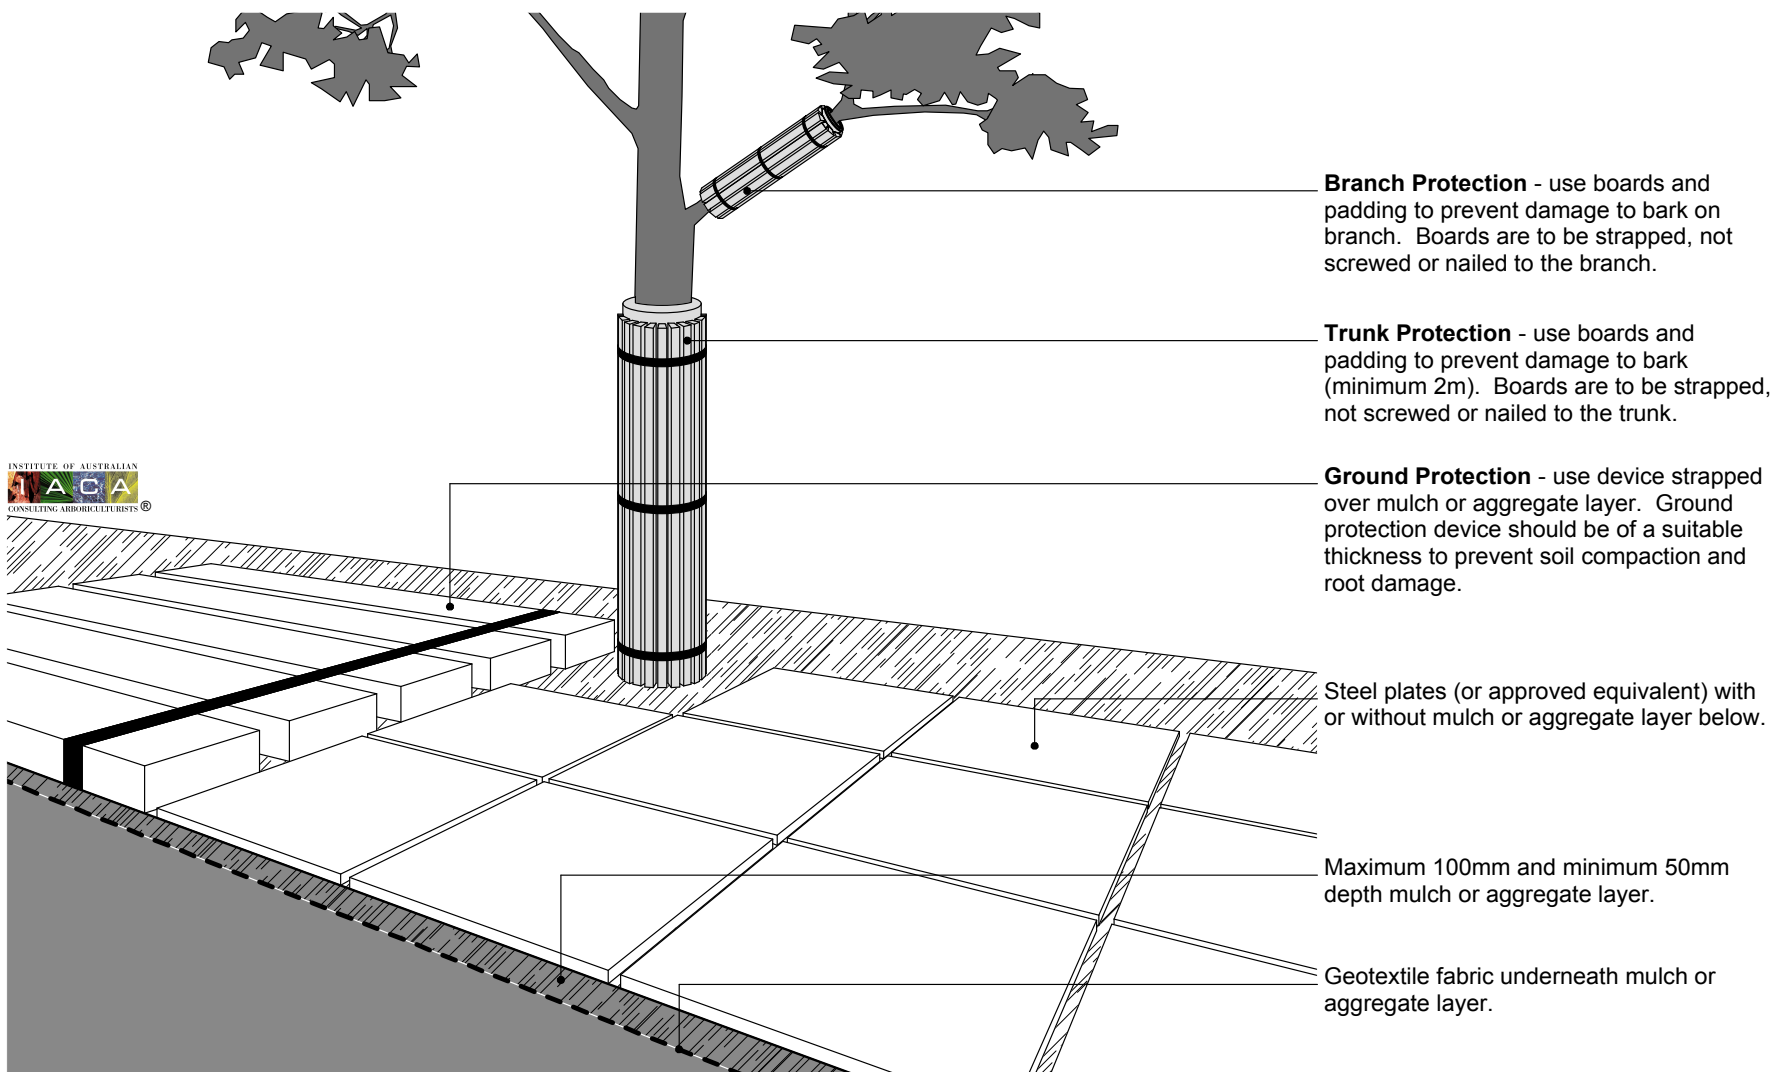 Branch Protection - use boards and
padding to prevent damage to bark on
branch. Boards are to be strapped, not
screwed or nailed to the branch.
Trunk Protection - use boards and
padding to prevent damage to bark
(minimum 2m). Boards are to be strapped,
not screwed or nailed to the trunk.
INSTITUTE OF AUSTRALIAN
IACA
CONSULTING ARBORICULTURISTS ®
Ground Protection - use device strapped
over mulch or aggregate layer. Ground
protection device should be of a suitable
thickness to prevent soil compaction and
root damage.
Steel plates (or approved equivalent) with
or without mulch or aggregate layer below.
Maximum 100mm and minimum 50mm
depth mulch or aggregate layer.
Geotextile fabric underneath mulch or
aggregate layer.